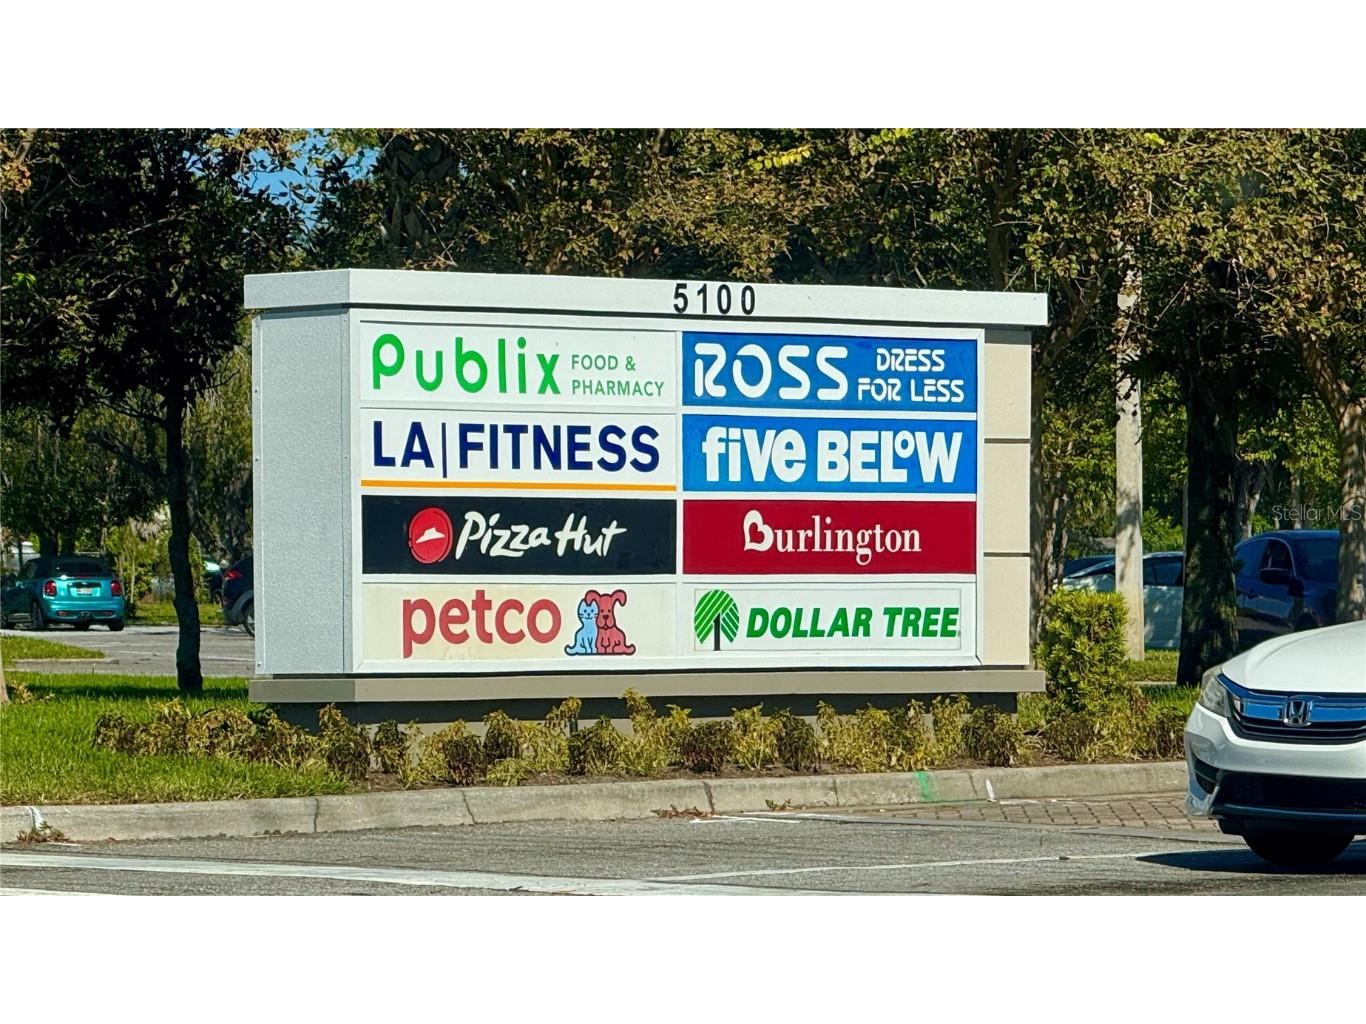 5100
Publix FOOD &
PHARMACY
ROSS DRESS
FOR LESS
LA|FITNESS
five BELOW
Pizza Hut
Burlington
petco
DOLLAR TREE
Stellar MLS